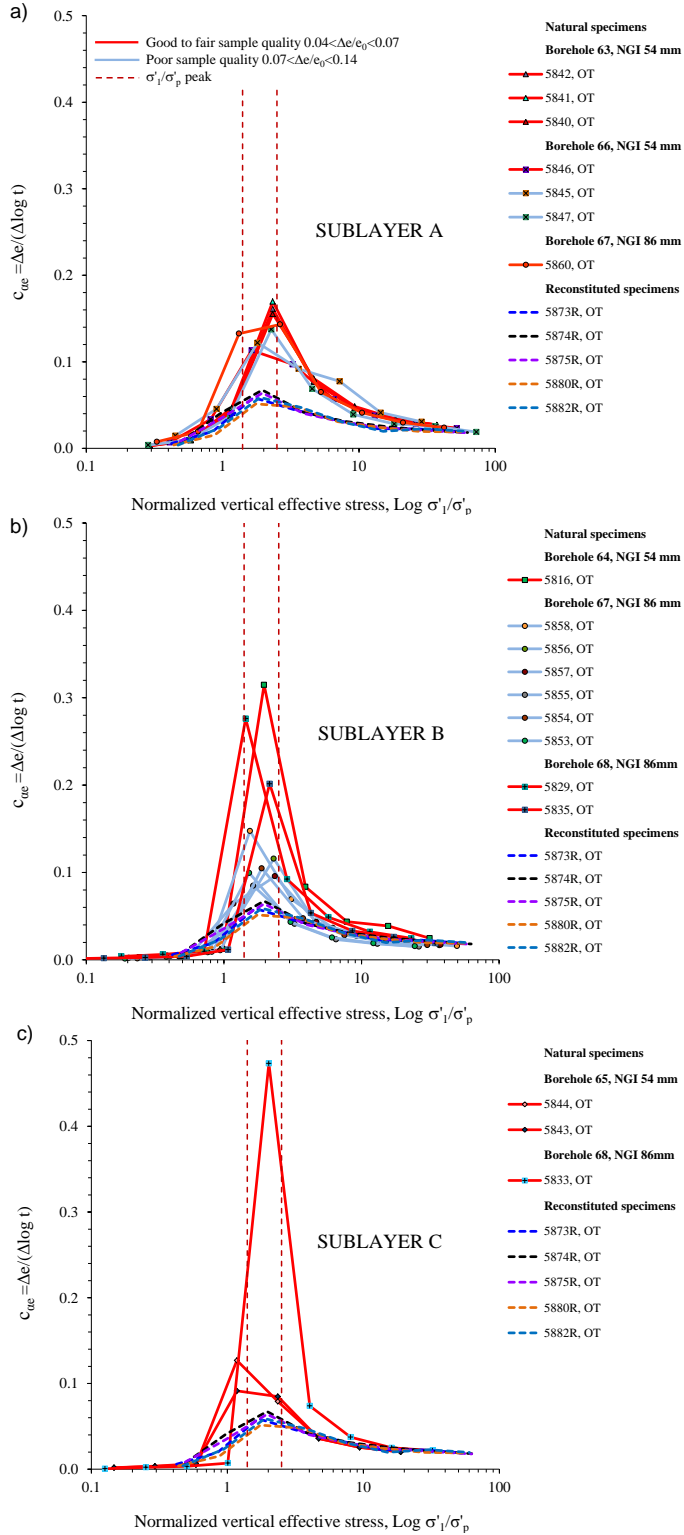 a)
Good to fair sample quality 0.04<Δe/e0<0.07
Poor sample quality 0.07<Δe/e0<0.14
σ'1/σ'p peak
0.5
0.4
0.3
0.2
0.1
0.0
cαe =Δe/(Δlog t)
SUBLAYER A
0.1
1
10
100
Normalized vertical effective stress, Log σ'1/σ'p
Natural specimens
Borehole 63, NGI 54 mm
5842, OT
5841, OT
5840, OT
Borehole 66, NGI 54 mm
5846, OT
5845, OT
5847, OT
Borehole 67, NGI 86 mm
5860, OT
Reconstituted specimens
5873R, OT
5874R, OT
5875R, OT
5880R, OT
5882R, OT
b)
0.5
0.4
0.3
0.2
0.1
0.0
cαe =Δe/(Δlog t)
SUBLAYER B
0.1
1
10
100
Normalized vertical effective stress, Log σ'1/σ'p
Natural specimens
Borehole 64, NGI 54 mm
5816, OT
Borehole 67, NGI 86 mm
5858, OT
5856, OT
5857, OT
5855, OT
5854, OT
5853, OT
Borehole 68, NGI 86mm
5829, OT
5835, OT
Reconstituted specimens
5873R, OT
5874R, OT
5875R, OT
5880R, OT
5882R, OT
c)
0.5
0.4
0.3
0.2
0.1
0.0
cαe =Δe/(Δlog t)
SUBLAYER C
0.1
1
10
100
Normalized vertical effective stress, Log σ'1/σ'p
Natural specimens
Borehole 65, NGI 54 mm
5844, OT
5843, OT
Borehole 68, NGI 86mm
5833, OT
Reconstituted specimens
5873R, OT
5874R, OT
5875R, OT
5880R, OT
5882R, OT